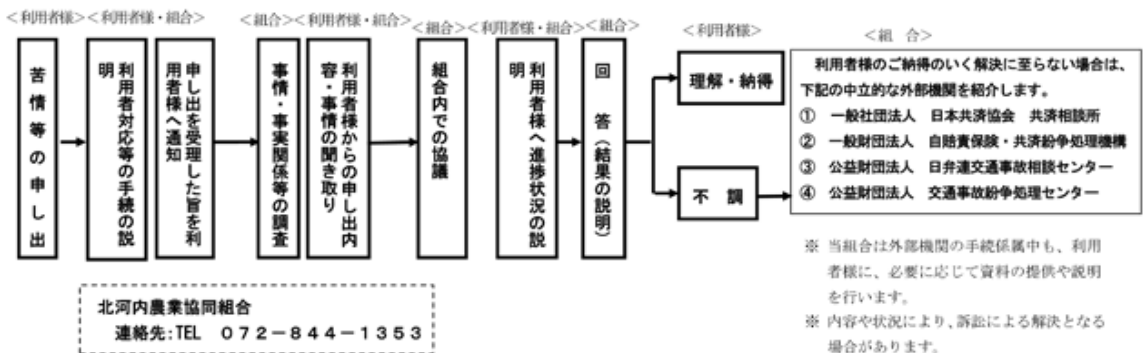 ＜利用者様＞
＜利用者様・組合＞
＜組合＞
＜利用者様・組合＞
＜組合＞
＜利用者様・組合＞
＜組合＞
＜利用者様＞
＜組　合＞
苦情等の申し出
利用者対応等の手続の説
明
申し出を受理した旨を利
用者様へ通知
事情・事実関係等の調査
利用者様からの申し出内
容・事情の聞き取り
組合内での協議
利用者様へ進捗状況の説
明
回　答（結果の説明）
理解・納得
不　調
利用者様のご納得のいく解決に至らない場合は、
下記の中立的な外部機関を紹介します。
①　一般社団法人　日本共済協会　共済相談所
②　一般財団法人　自賠責保険・共済紛争処理機構
③　公益財団法人　日弁連交通事故相談センター
④　公益財団法人　交通事故紛争処理センター
※ 当組合は外部機関の手続係属中も、利用
者様に、必要に応じて資料の提供や説明
を行います。
※ 内容や状況により、訴訟による解決となる
場合があります。
北河内農業協同組合
連絡先:TEL　０７２－８４４－１３５３